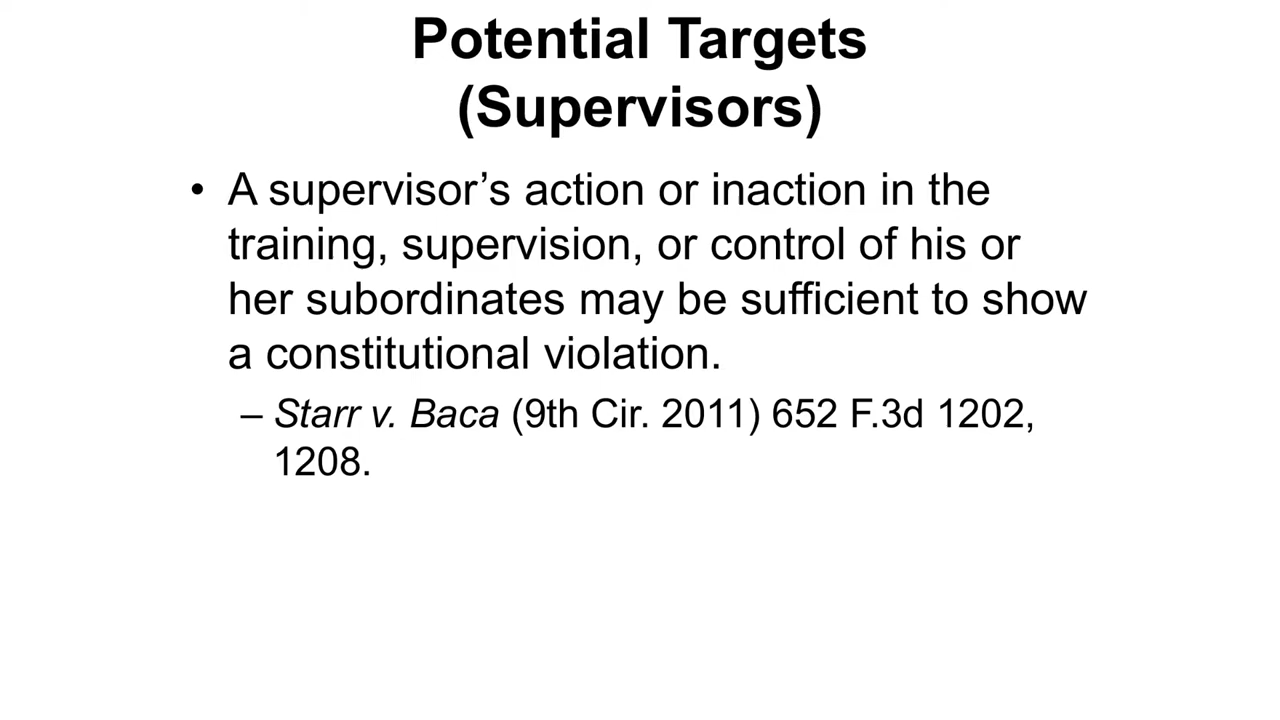 Potential Targets
(Supervisors)
• A supervisor’s action or inaction in the
training, supervision, or control of his or
her subordinates may be sufficient to show
a constitutional violation.
– Starr v. Baca (9th Cir. 2011) 652 F.3d 1202,
1208.